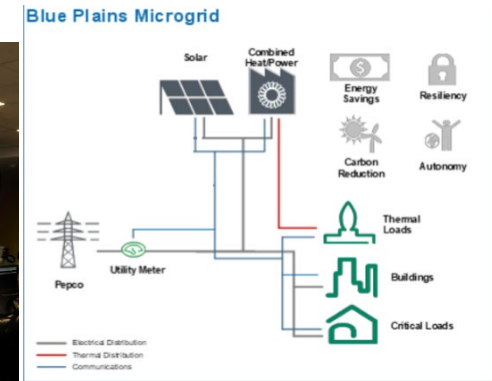 Blue Plains Microgrid
Solar
Combined
Heat/Power
$
Energy
Savings
Resiliency
Carbon
Reduction
Autonomy
Thermal
Loads
Pepco
Utility Meter
Buildings
Critical Loads
Electrical Distribution
Thermal Distribution
Communications